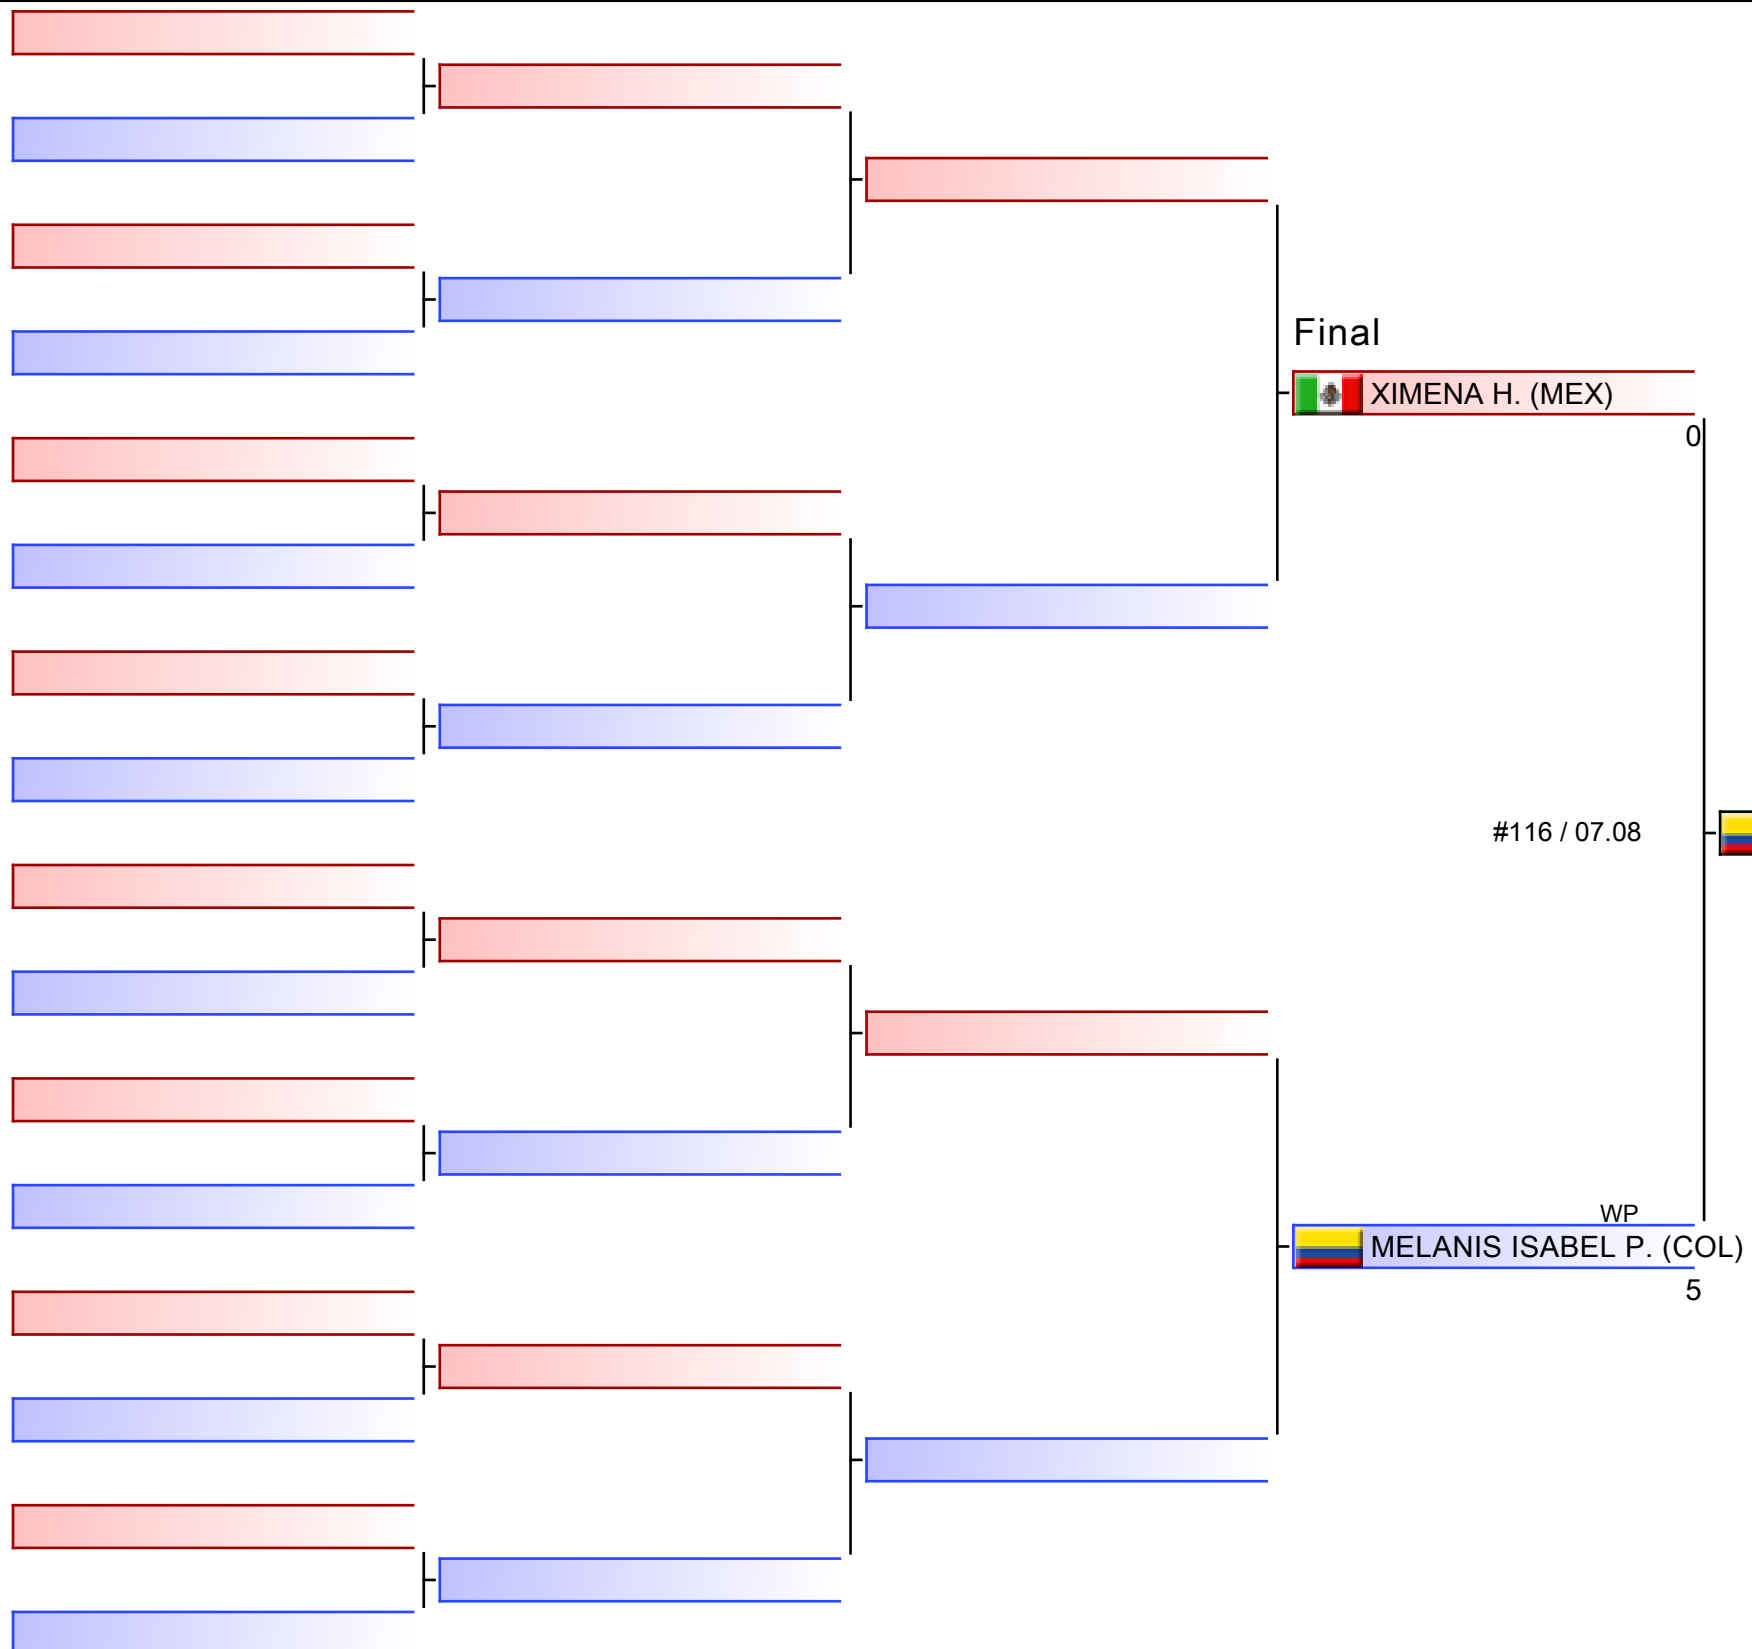 Final
XIMENA H. (MEX)
0
#116 / 07.08
WP
MELANIS ISABEL P. (COL)
5